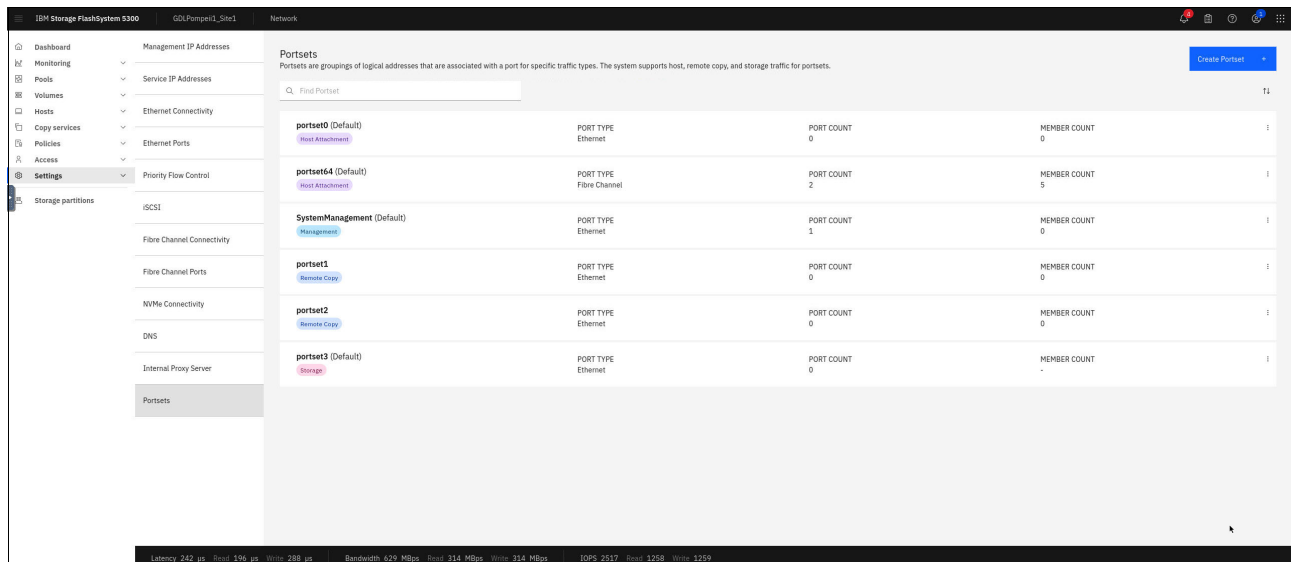 IBM Storage FlashSystem 5300
GDLPompeii1_Site1
Network
4
1
Dashboard
Monitoring
Pools
Volumes
Hosts
Copy services
Policies
Access
Settings
Storage partitions
Management IP Addresses
Service IP Addresses
Ethernet Connectivity
Ethernet Ports
Priority Flow Control
iSCSI
Fibre Channel Connectivity
Fibre Channel Ports
NVMe Connectivity
DNS
Internal Proxy Server
Portsets
Portsets
Portsets are groupings of logical addresses that are associated with a port for specific traffic types. The system supports host, remote copy, and storage traffic for portsets.
Create Portset +
Find Portset
portset0 (Default)
Host Attachment
PORT TYPE
Ethernet
PORT COUNT
0
MEMBER COUNT
0
portset64 (Default)
Host Attachment
PORT TYPE
Fibre Channel
PORT COUNT
2
MEMBER COUNT
5
SystemManagement (Default)
Management
PORT TYPE
Ethernet
PORT COUNT
1
MEMBER COUNT
0
portset1
Remote Copy
PORT TYPE
Ethernet
PORT COUNT
0
MEMBER COUNT
0
portset2
Remote Copy
PORT TYPE
Ethernet
PORT COUNT
0
MEMBER COUNT
0
portset3 (Default)
Storage
PORT TYPE
Ethernet
PORT COUNT
0
MEMBER COUNT
-
Latency 242 µs Read 196 µs Write 288 µs Bandwidth 629 MBps Read 314 MBps Write 314 MBps IOPS 2517 Read 1258 Write 1259